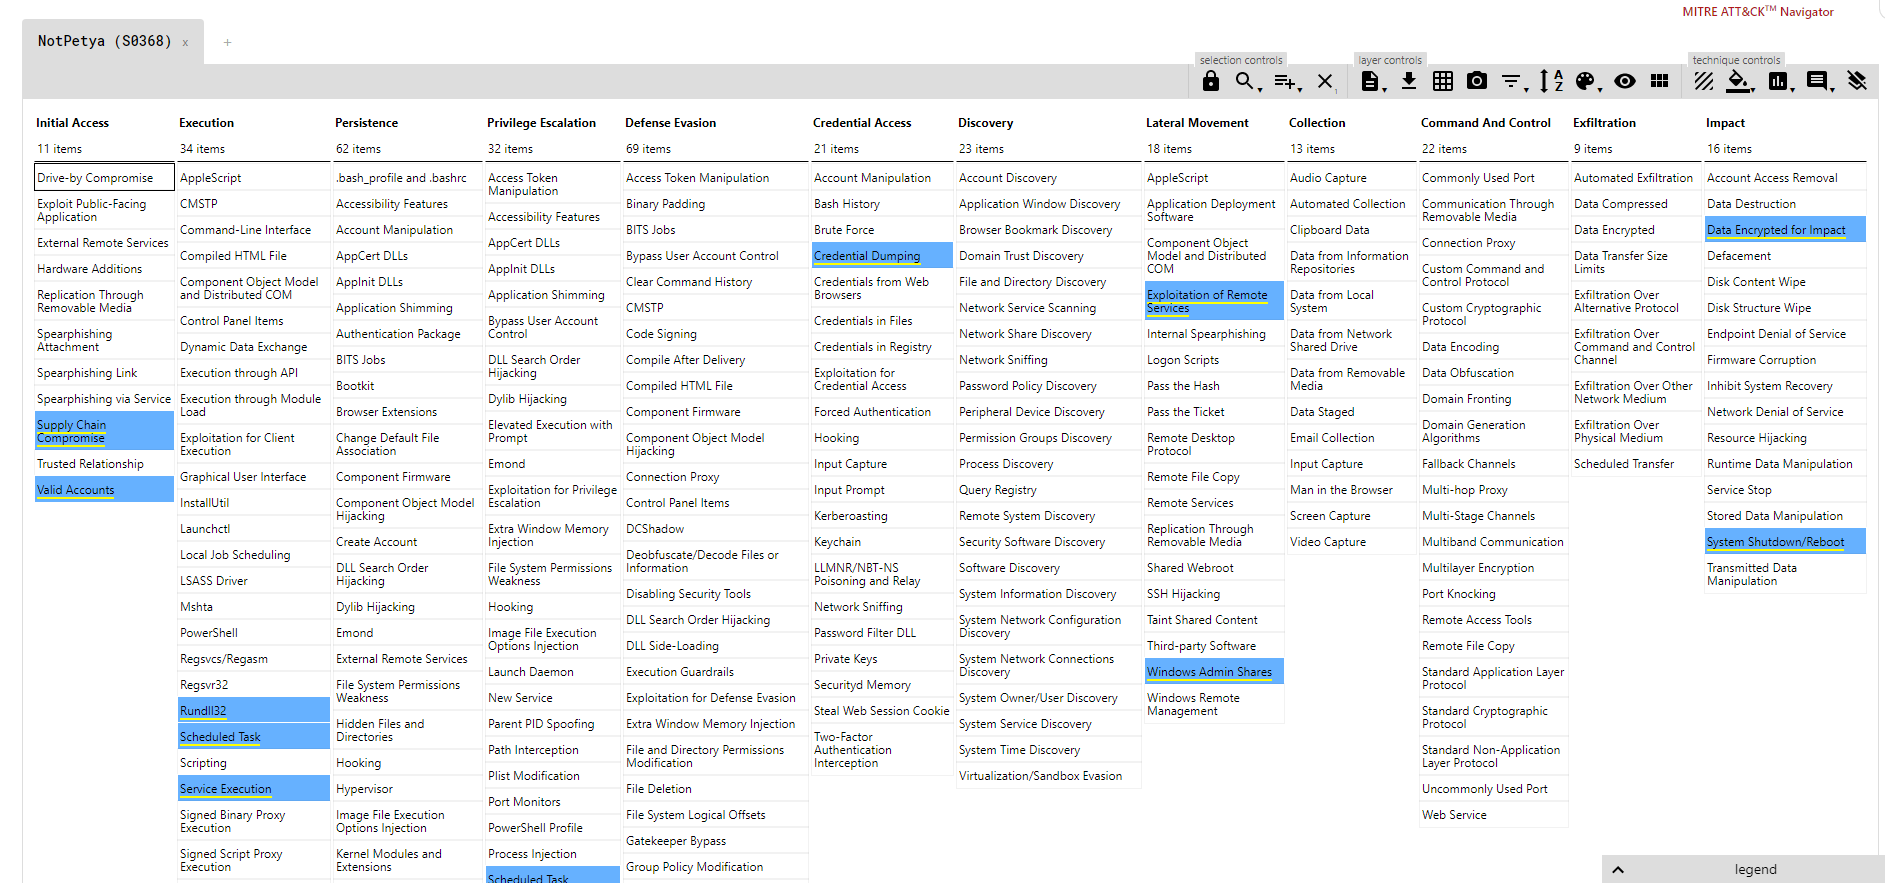 MITRE ATT&CK™ Navigator
NotPetya (S0368) x +
selection controls
layer controls
technique controls
Initial Access
11 items
Drive-by Compromise
Exploit Public-Facing
Application
External Remote Services
Hardware Additions
Replication Through
Removable Media
Spearphishing
Attachment
Spearphishing Link
Spearphishing via Service
Supply Chain
Compromise
Trusted Relationship
Valid Accounts
Execution
34 items
AppleScript
CMSTP
Command-Line Interface
Compiled HTML File
Component Object Model
and Distributed COM
Control Panel Items
Dynamic Data Exchange
Execution through API
Execution through Module
Load
Exploitation for Client
Execution
Graphical User Interface
InstallUtil
Launchctl
Local Job Scheduling
LSASS Driver
Mshta
PowerShell
Regsvcs/Regasm
Regsvr32
Rundll32
Scheduled Task
Scripting
Service Execution
Signed Binary Proxy
Execution
Signed Script Proxy
Execution
Persistence
62 items
.bash_profile and .bashrc
Accessibility Features
Account Manipulation
AppCert DLLs
AppInit DLLs
Application Shimming
Authentication Package
BITS Jobs
Bootkit
Browser Extensions
Change Default File
Association
Component Firmware
Component Object Model
Hijacking
Create Account
DLL Search Order
Hijacking
Dylib Hijacking
Emond
External Remote Services
File System Permissions
Weakness
Hidden Files and
Directories
Hooking
Hypervisor
Image File Execution
Options Injection
Kernel Modules and
Extensions
Privilege Escalation
32 items
Access Token
Manipulation
Accessibility Features
AppCert DLLs
AppInit DLLs
Application Shimming
Bypass User Account
Control
DLL Search Order
Hijacking
Dylib Hijacking
Elevated Execution with
Prompt
Emond
Exploitation for Privilege
Escalation
Extra Window Memory
Injection
File System Permissions
Weakness
Hooking
Image File Execution
Options Injection
Launch Daemon
New Service
Parent PID Spoofing
Path Interception
Plist Modification
Port Monitors
PowerShell Profile
Process Injection
Scheduled Task
Defense Evasion
69 items
Access Token Manipulation
Binary Padding
BITS Jobs
Bypass User Account Control
Clear Command History
CMSTP
Code Signing
Compile After Delivery
Compiled HTML File
Component Firmware
Component Object Model
Hijacking
Connection Proxy
Control Panel Items
DCShadow
Deobfuscate/Decode Files or
Information
Disabling Security Tools
DLL Search Order Hijacking
DLL Side-Loading
Execution Guardrails
Exploitation for Defense Evasion
Extra Window Memory Injection
File and Directory Permissions
Modification
File Deletion
File System Logical Offsets
Gatekeeper Bypass
Group Policy Modification
Credential Access
21 items
Account Manipulation
Bash History
Brute Force
Credential Dumping
Credentials from Web
Browsers
Credentials in Files
Credentials in Registry
Exploitation for
Credential Access
Forced Authentication
Hooking
Input Capture
Input Prompt
Kerberoasting
Keychain
LLMNR/NBT-NS
Poisoning and Relay
Network Sniffing
Password Filter DLL
Private Keys
Securityd Memory
Steal Web Session Cookie
Two-Factor
Authentication
Interception
Discovery
23 items
Account Discovery
Application Window Discovery
Browser Bookmark Discovery
Domain Trust Discovery
File and Directory Discovery
Network Service Scanning
Network Share Discovery
Network Sniffing
Password Policy Discovery
Peripheral Device Discovery
Permission Groups Discovery
Process Discovery
Query Registry
Remote System Discovery
Security Software Discovery
Software Discovery
System Information Discovery
System Network Configuration
Discovery
System Network Connections
Discovery
System Owner/User Discovery
System Service Discovery
System Time Discovery
Virtualization/Sandbox Evasion
Lateral Movement
18 items
AppleScript
Application Deployment
Software
Component Object
Model and Distributed
COM
Exploitation of Remote
Services
Internal Spearphishing
Logon Scripts
Pass the Hash
Pass the Ticket
Remote Desktop
Protocol
Remote File Copy
Remote Services
Replication Through
Removable Media
Shared Webroot
SSH Hijacking
Taint Shared Content
Third-party Software
Windows Admin Shares
Windows Remote
Management
Collection
13 items
Audio Capture
Automated Collection
Clipboard Data
Data from Information
Repositories
Data from Local
System
Data from Network
Shared Drive
Data from Removable
Media
Data Staged
Email Collection
Input Capture
Man in the Browser
Screen Capture
Video Capture
Command And Control
22 items
Commonly Used Port
Communication Through
Removable Media
Connection Proxy
Custom Command and
Control Protocol
Custom Cryptographic
Protocol
Data Encoding
Data Obfuscation
Domain Fronting
Domain Generation
Algorithms
Fallback Channels
Multi-hop Proxy
Multi-Stage Channels
Multiband Communication
Multilayer Encryption
Port Knocking
Remote Access Tools
Remote File Copy
Standard Application Layer
Protocol
Standard Cryptographic
Protocol
Standard Non-Application
Layer Protocol
Uncommonly Used Port
Web Service
Exfiltration
9 items
Automated Exfiltration
Data Compressed
Data Encrypted
Data Transfer Size
Limits
Exfiltration Over
Alternative Protocol
Exfiltration Over
Command and Control
Channel
Exfiltration Over Other
Network Medium
Exfiltration Over
Physical Medium
Scheduled Transfer
Impact
16 items
Account Access Removal
Data Destruction
Data Encrypted for Impact
Defacement
Disk Content Wipe
Disk Structure Wipe
Endpoint Denial of Service
Firmware Corruption
Inhibit System Recovery
Network Denial of Service
Resource Hijacking
Runtime Data Manipulation
Service Stop
Stored Data Manipulation
System Shutdown/Reboot
Transmitted Data
Manipulation
legend